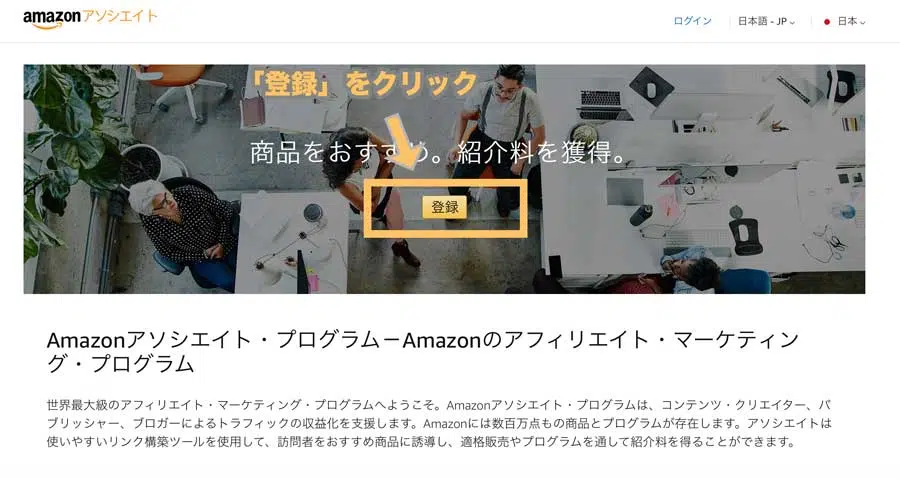 amazonアソシエイト
ログイン
日本語 - JP
日本
「登録」をクリック
商品をおすすめ。紹介料を獲得。
登録
Amazonアソシエイト・プログラム－Amazonのアフィリエイト・マーケティン
グ・プログラム
世界最大級のアフィリエイト・マーケティング・プログラムへようこそ。Amazonアソシエイト・プログラムは、コンテンツ・クリエイター、パ
ブリッシャー、ブロガーによるトラフィックの収益化を支援します。Amazonには数百万点もの商品とプログラムが存在します。アソシエイトは
使いやすいリンク構築ツールを使用して、訪問者をおすすめ商品に誘導し、適格販売やプログラムを通して紹介料を得ることができます。